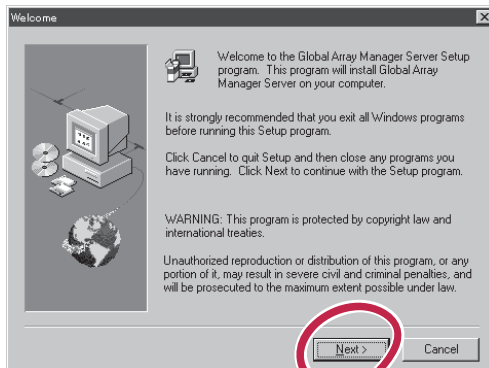 Welcome
Welcome to the Global Array Manager Server Setup
program. This program will install Global Array
Manager Server on your computer.
It is strongly recommended that you exit all Windows programs
before running this Setup program.
Click Cancel to quit Setup and then close any programs you
have running. Click Next to continue with the Setup program.
WARNING: This program is protected by copyright law and
international treaties.
Unauthorized reproduction or distribution of this program, or any
portion of it, may result in severe civil and criminal penalties, and
will be prosecuted to the maximum extent possible under law.
Next >
Cancel